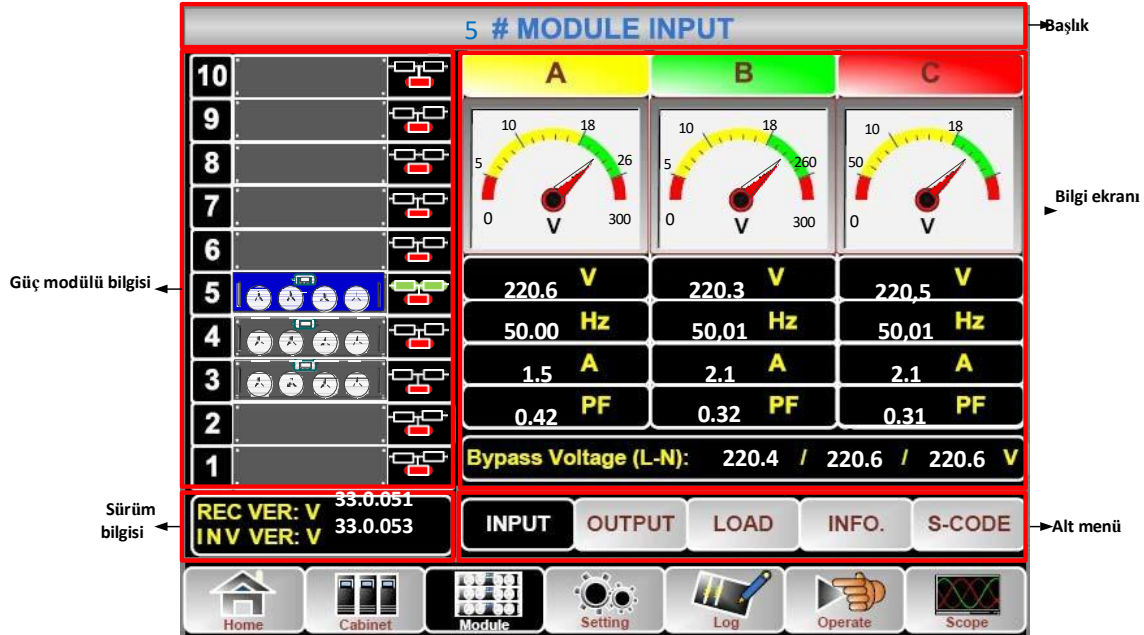 5 # MODULE INPUT
Başlık
10
9
8
7
6
5
4
3
2
1
Güç modülü bilgisi
A B C
0 5 10 18 26 300 V
0 5 10 18 260 300 V
0 50 10 18 V
Bilgi ekranı
220.6 V 220.3 V 220,5 V
50.00 Hz 50,01 Hz 50,01 Hz
1.5 A 2.1 A 2.1 A
0.42 PF 0.32 PF 0.31 PF
Bypass Voltage (L-N): 220.4 / 220.6 / 220.6 V
Sürüm
bilgisi
REC VER: V 33.0.051
INV VER: V 33.0.053
INPUT OUTPUT LOAD INFO. S-CODE
Alt menü
Home Cabinet Module Setting Log Operate Scope